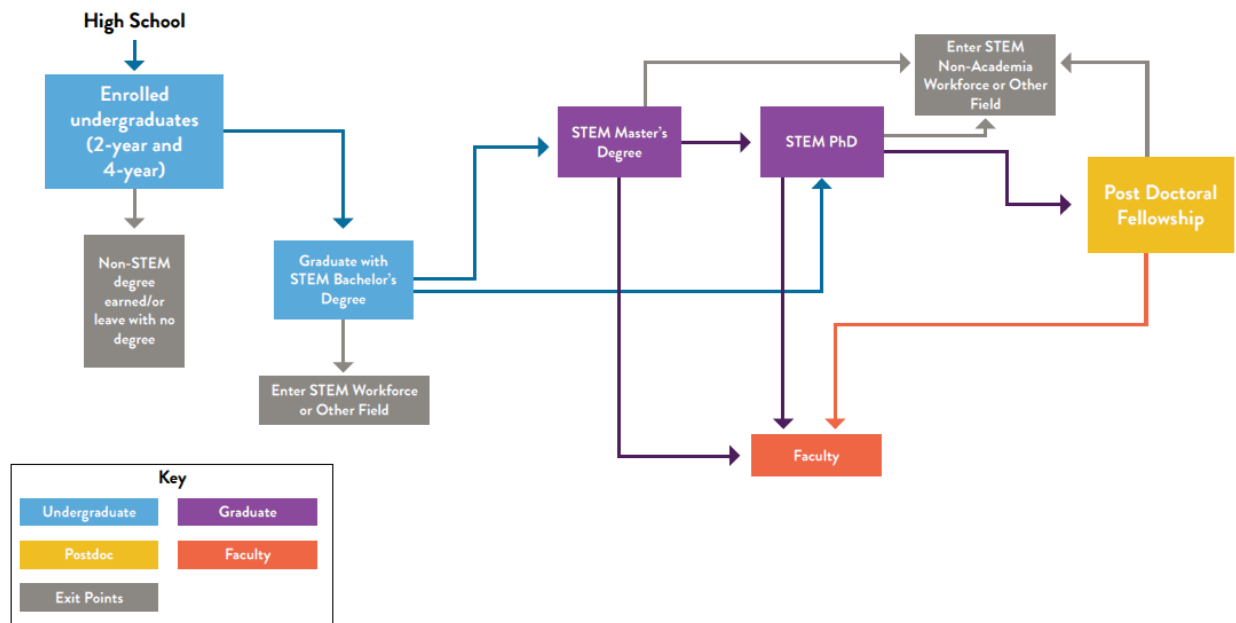 High School
Enrolled
undergraduates
(2-year and
4-year)
Non-STEM
degree
earned/or
leave with no
degree
Graduate with
STEM Bachelor's
Degree
Enter STEM Workforce
or Other Field
STEM Master's
Degree
STEM PhD
Enter STEM
Non-Academia
Workforce or Other
Field
Post Doctoral
Fellowship
Faculty
Key
Undergraduate
Graduate
Postdoc
Faculty
Exit Points